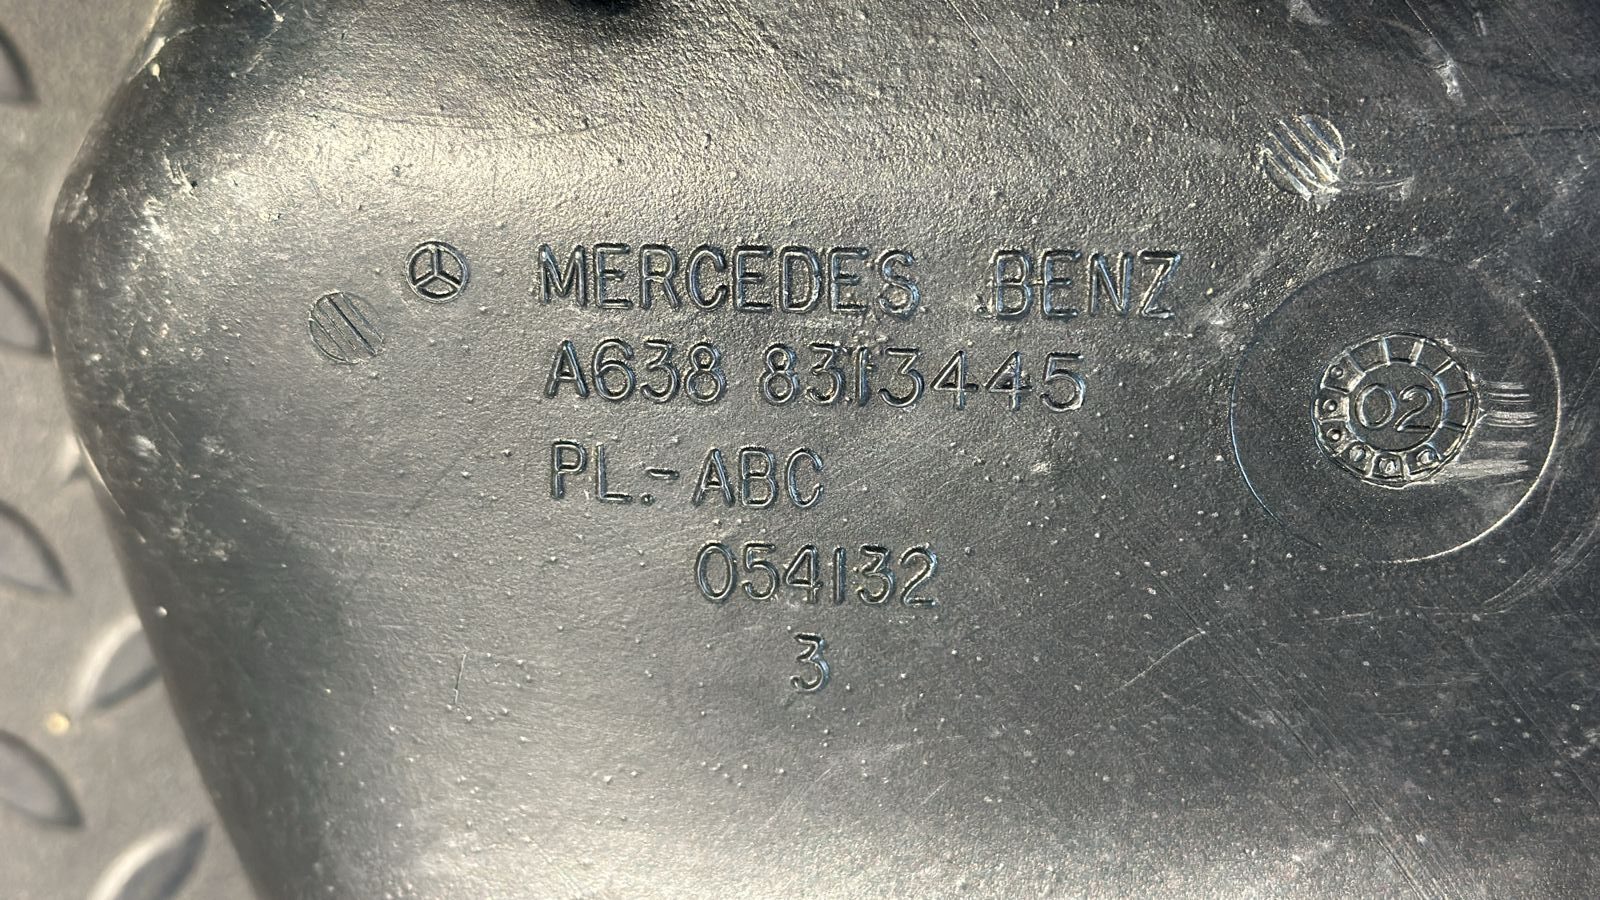 MERCEDES BENZ
A638 8313445
02
PL.-ABC
054132
3